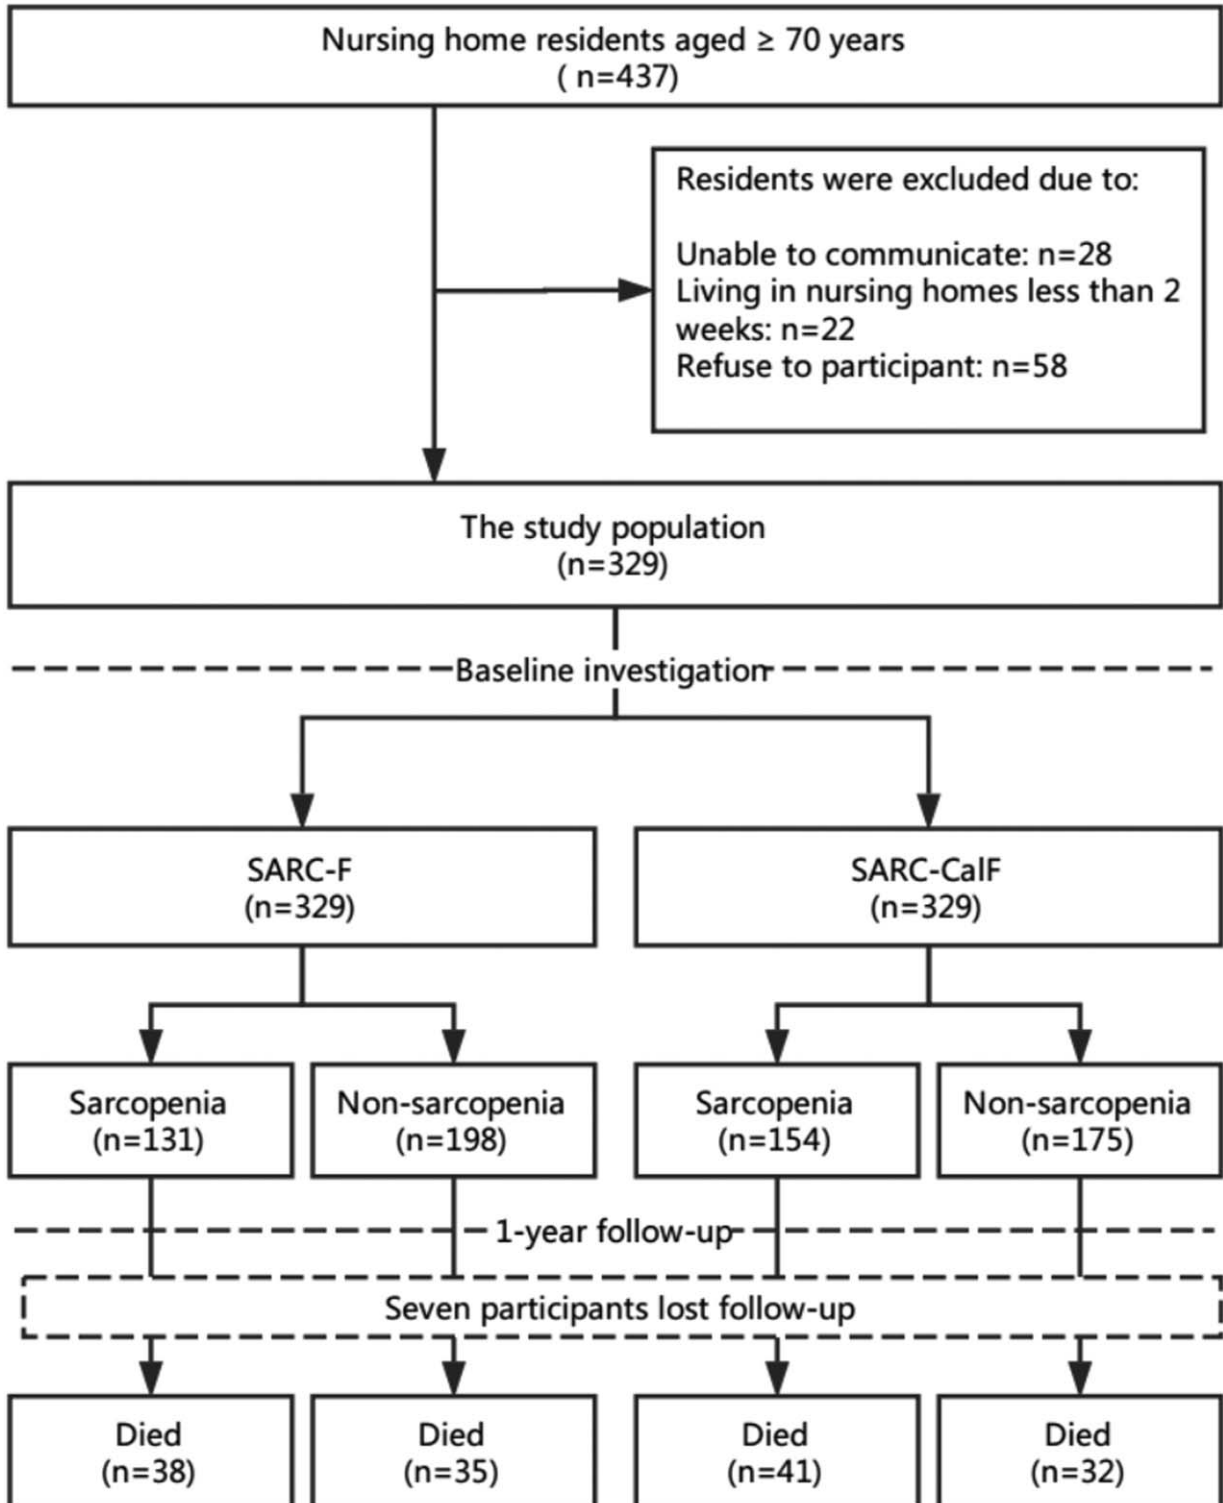 Nursing home residents aged ≥ 70 years
( n=437)
Residents were excluded due to:
Unable to communicate: n=28
Living in nursing homes less than 2
weeks: n=22
Refuse to participant: n=58
The study population
(n=329)
Baseline investigation
SARC-F
(n=329)
SARC-CalF
(n=329)
Sarcopenia
(n=131)
Non-sarcopenia
(n=198)
Sarcopenia
(n=154)
Non-sarcopenia
(n=175)
1-year follow-up
Seven participants lost follow-up
Died
(n=38)
Died
(n=35)
Died
(n=41)
Died
(n=32)